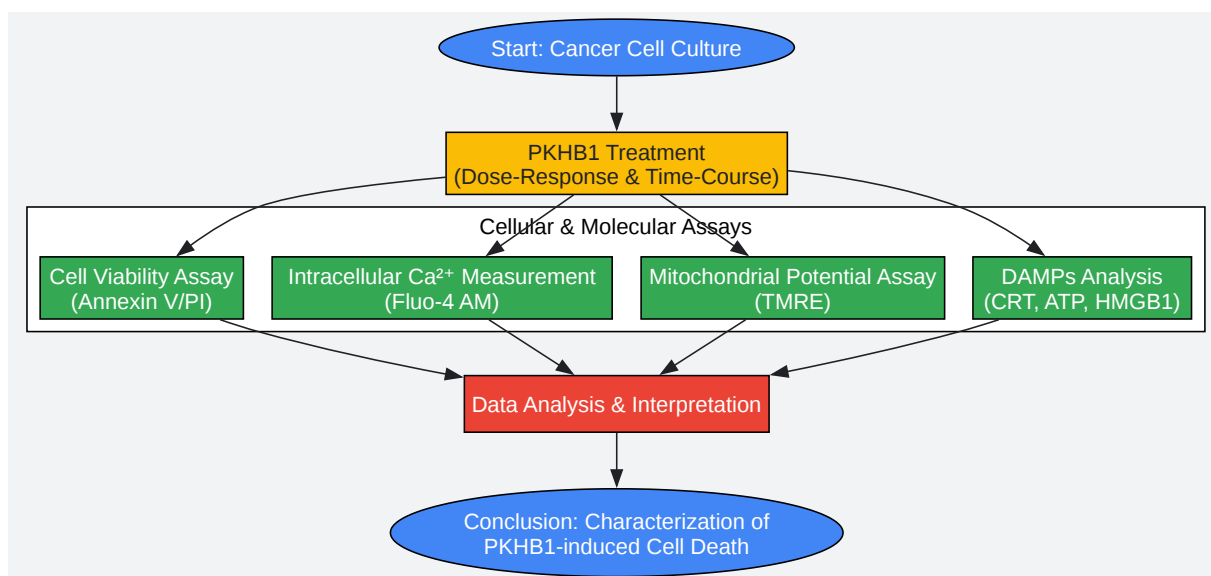 Start: Cancer Cell Culture
PKHB1 Treatment
(Dose-Response & Time-Course)
Cellular & Molecular Assays
Cell Viability Assay
(Annexin V/PI)
Intracellular Ca²⁺ Measurement
(Fluo-4 AM)
Mitochondrial Potential Assay
(TMRE)
DAMPs Analysis
(CRT, ATP, HMGB1)
Data Analysis & Interpretation
Conclusion: Characterization of
PKHB1-induced Cell Death